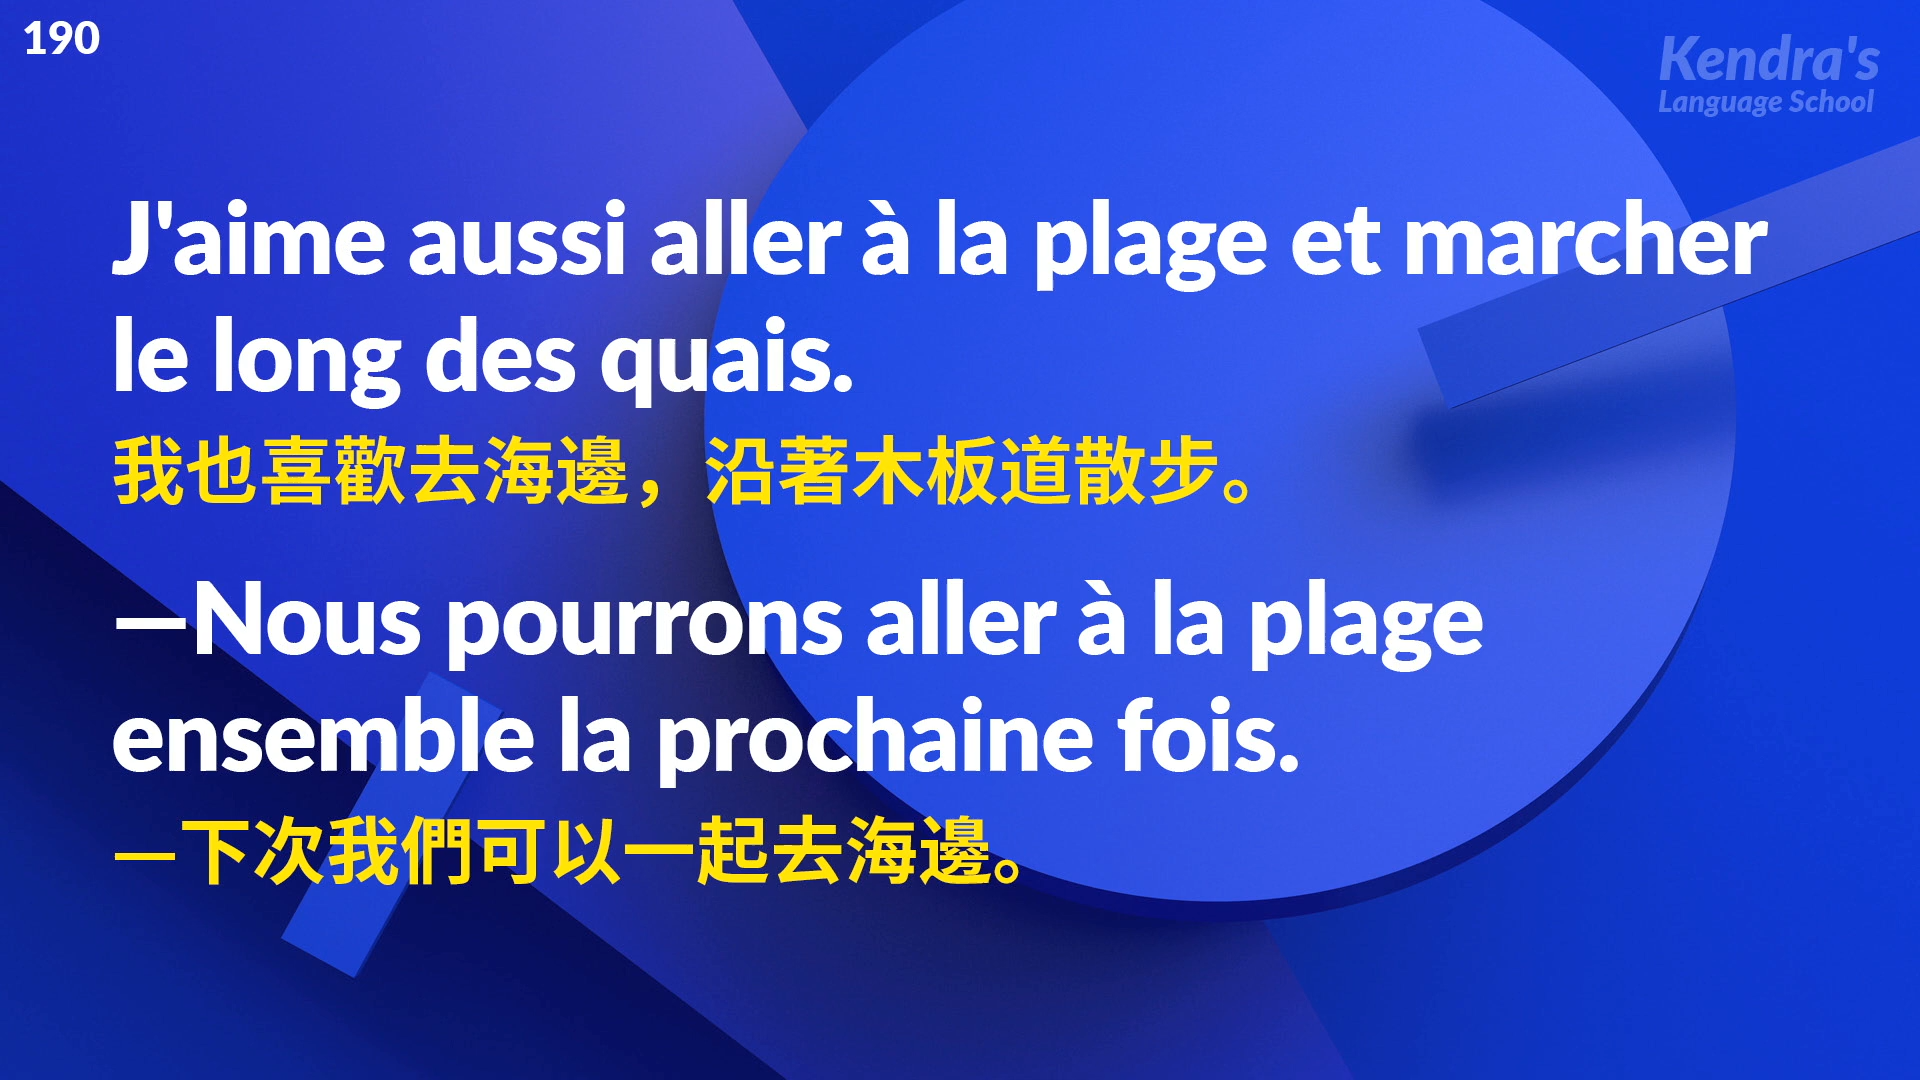 190
Kendra's
Language School
J'aime aussi aller à la plage et marcher
le long des quais.
我也喜歡去海邊，沿著木板道散步。
—Nous pourrons aller à la plage
ensemble la prochaine fois.
—下次我們可以一起去海邊。